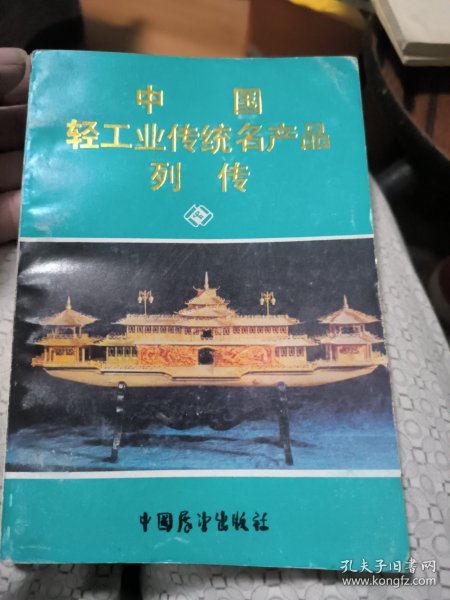 中国
轻工业传统名产品
列传
中国展望出版社
孔夫子旧书网
www.kongfz.com